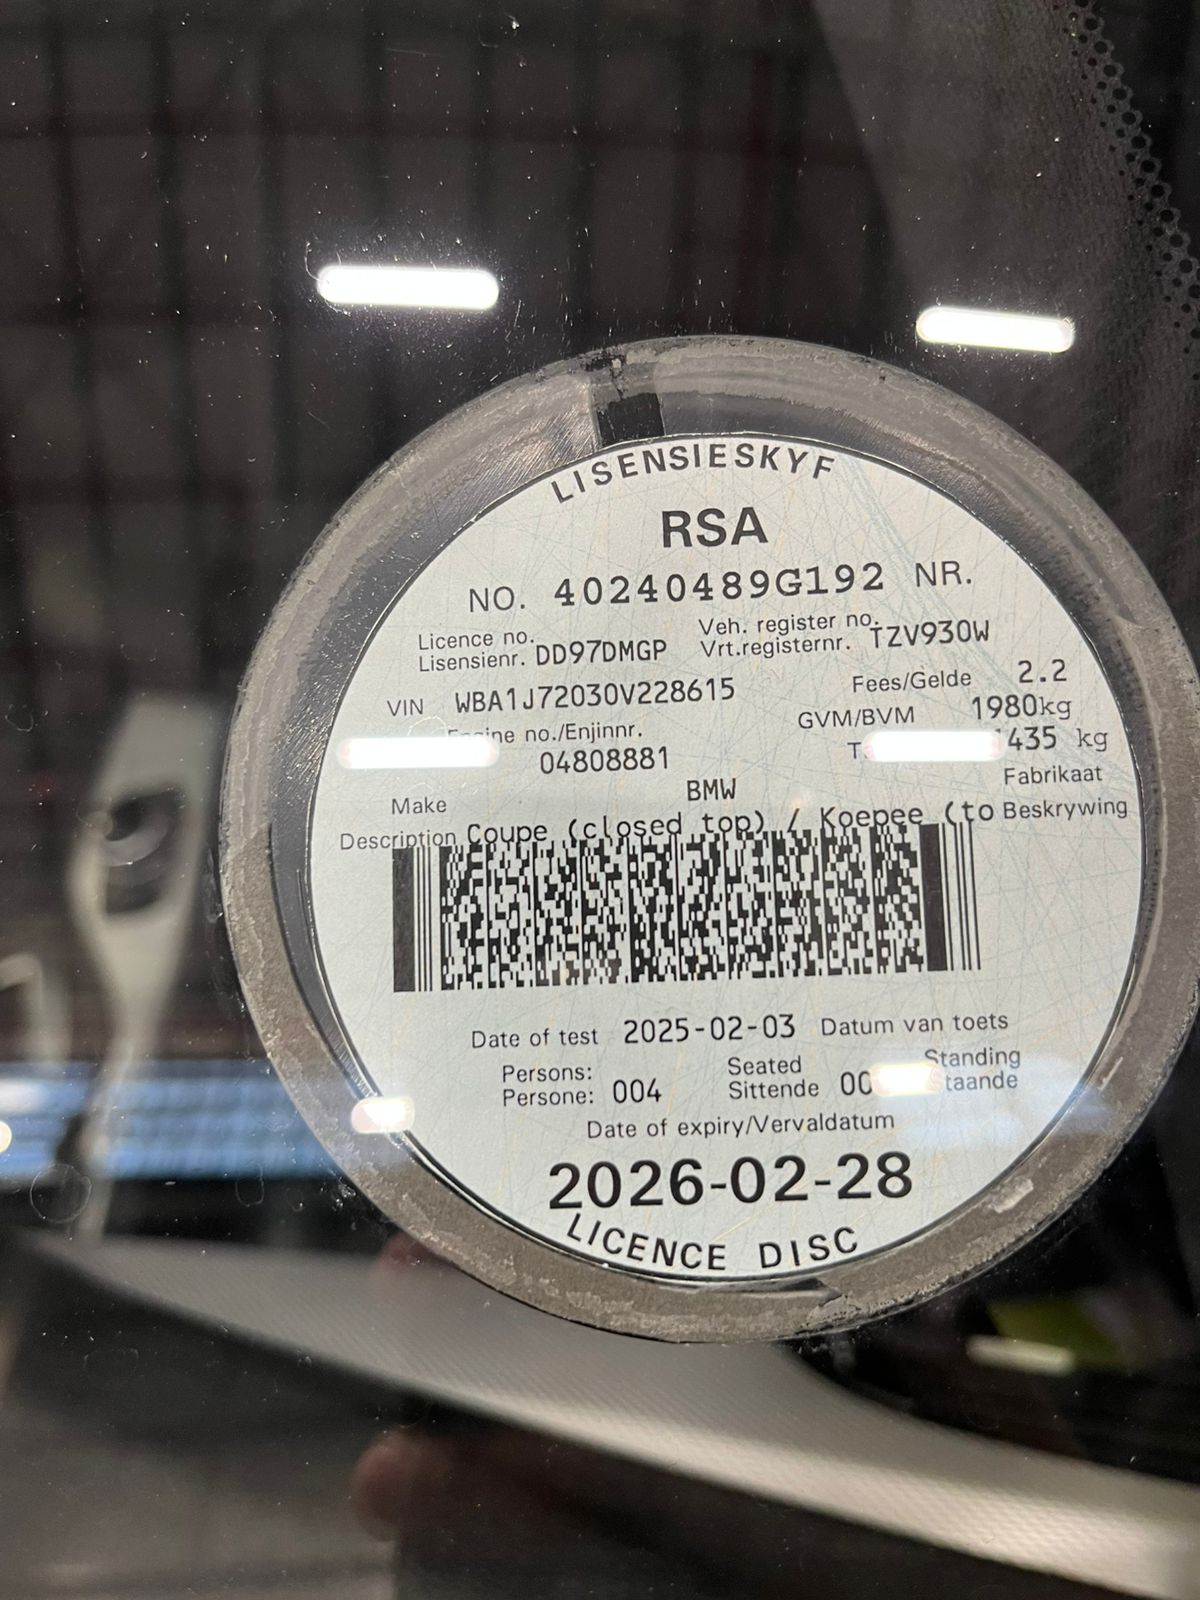 LISENSIESKYF
RSA
NO. 40240489G192 NR.
Licence no. Veh. register no.
Lisensienr. DD97DMGP Vrt.registernr. TZV930W
VIN WBA1J72030V228615 Fees/Gelde 2.2
GVM/BVM 1980kg
no./Enjinnr. kg
04808881
Fabrikaat
Make BMW
Description Coupe (closed top) / Koepee (to Beskrywing
Date of test 2025-02-03 Datum van toets
Persons: Seated Standing
Persone: 004 Sittende
Date of expiry/Vervaldatum
2026-02-28
LICENCE DISC